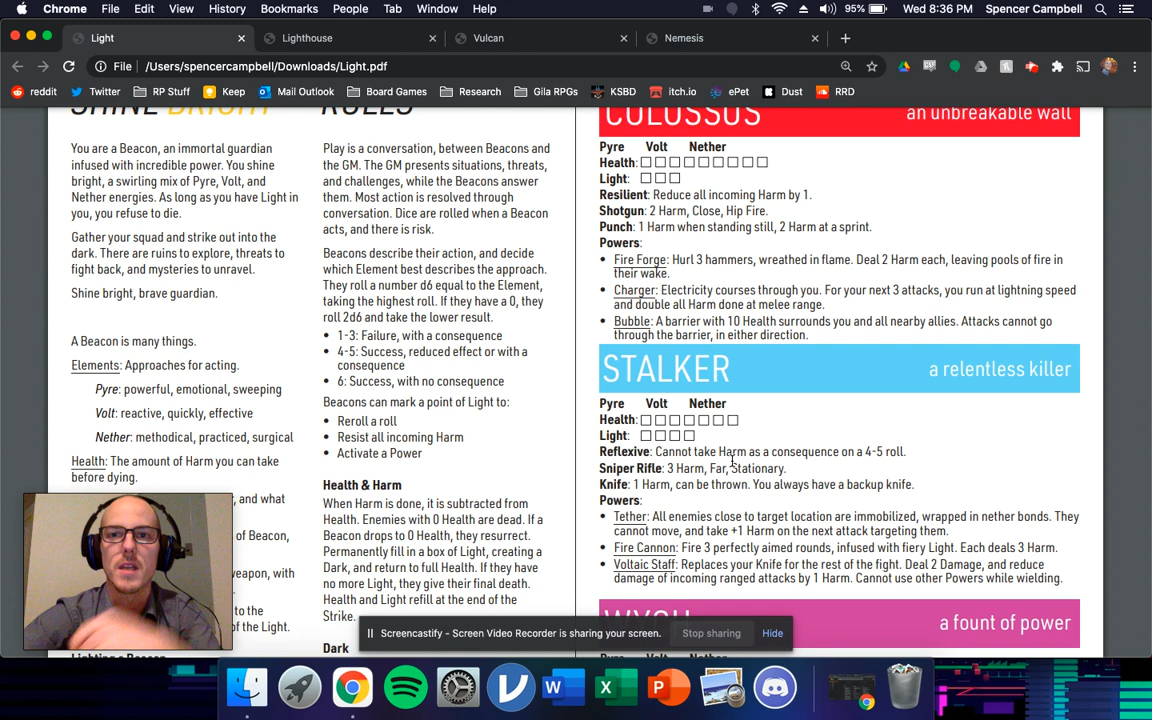 Chrome File Edit View History Bookmarks People Tab Window Help 95% Wed 8:36 PM Spencer Campbell
Light Lighthouse Vulcan Nemesis
File /Users/spencercampbell/Downloads/Light.pdf
reddit Twitter RP Stuff Keep Mail Outlook Board Games Research Gila RPGs KSBD itch.io ePet Dust RRD
SHINE BRIGHT
You are a Beacon, an immortal guardian
infused with incredible power. You shine
bright, a swirling mix of Pyre, Volt, and
Nether energies. As long as you have Light in
you, you refuse to die.
Gather your squad and strike out into the
dark. There are ruins to explore, threats to
fight back, and mysteries to unravel.
Shine bright, brave guardian.
A Beacon is many things.
Elements: Approaches for acting.
Pyre: powerful, emotional, sweeping
Volt: reactive, quickly, effective
Nether: methodical, practiced, surgical
Health: The amount of Harm you can take
before dying.
and what
of Beacon,
weapon, with
to the
of the Light.
RULES
Play is a conversation, between Beacons and
the GM. The GM presents situations, threats,
and challenges, while the Beacons answer
them. Most action is resolved through
conversation. Dice are rolled when a Beacon
acts, and there is risk.
Beacons describe their action, and decide
which Element best describes the approach.
They roll a number d6 equal to the Element,
taking the highest roll. If they have a 0, they
roll 2d6 and take the lower result.
• 1-3: Failure, with a consequence
• 4-5: Success, reduced effect or with a
consequence
• 6: Success, with no consequence
Beacons can mark a point of Light to:
• Reroll a roll
• Resist all incoming Harm
• Activate a Power
Health & Harm
When Harm is done, it is subtracted from
Health. Enemies with 0 Health are dead. If a
Beacon drops to 0 Health, they resurrect.
Permanently fill in a box of Light, creating a
Dark, and return to full Health. If they have
no more Light, they give their final death.
Health and Light refill at the end of the
Strike.
Dark
COLOSSUS an unbreakable wall
Pyre Volt Nether
Health:
Light:
Resilient: Reduce all incoming Harm by 1.
Shotgun: 2 Harm, Close, Hip Fire.
Punch: 1 Harm when standing still, 2 Harm at a sprint.
Powers:
• Fire Forge: Hurl 3 hammers, wreathed in flame. Deal 2 Harm each, leaving pools of fire in
their wake.
• Charger: Electricity courses through you. For your next 3 attacks, you run at lightning speed
and double all Harm done at melee range.
• Bubble: A barrier with 10 Health surrounds you and all nearby allies. Attacks cannot go
through the barrier, in either direction.
STALKER a relentless killer
Pyre Volt Nether
Health:
Light:
Reflexive: Cannot take Harm as a consequence on a 4-5 roll.
Sniper Rifle: 3 Harm, Far, Stationary.
Knife: 1 Harm, can be thrown. You always have a backup knife.
Powers:
• Tether: All enemies close to target location are immobilized, wrapped in nether bonds. They
cannot move, and take +1 Harm on the next attack targeting them.
• Fire Cannon: Fire 3 perfectly aimed rounds, infused with fiery Light. Each deals 3 Harm.
• Voltaic Staff: Replaces your Knife for the rest of the fight. Deal 2 Damage, and reduce
damage of incoming ranged attacks by 1 Harm. Cannot use other Powers while wielding.
a fount of power
Screencastify - Screen Video Recorder is sharing your screen. Stop sharing Hide